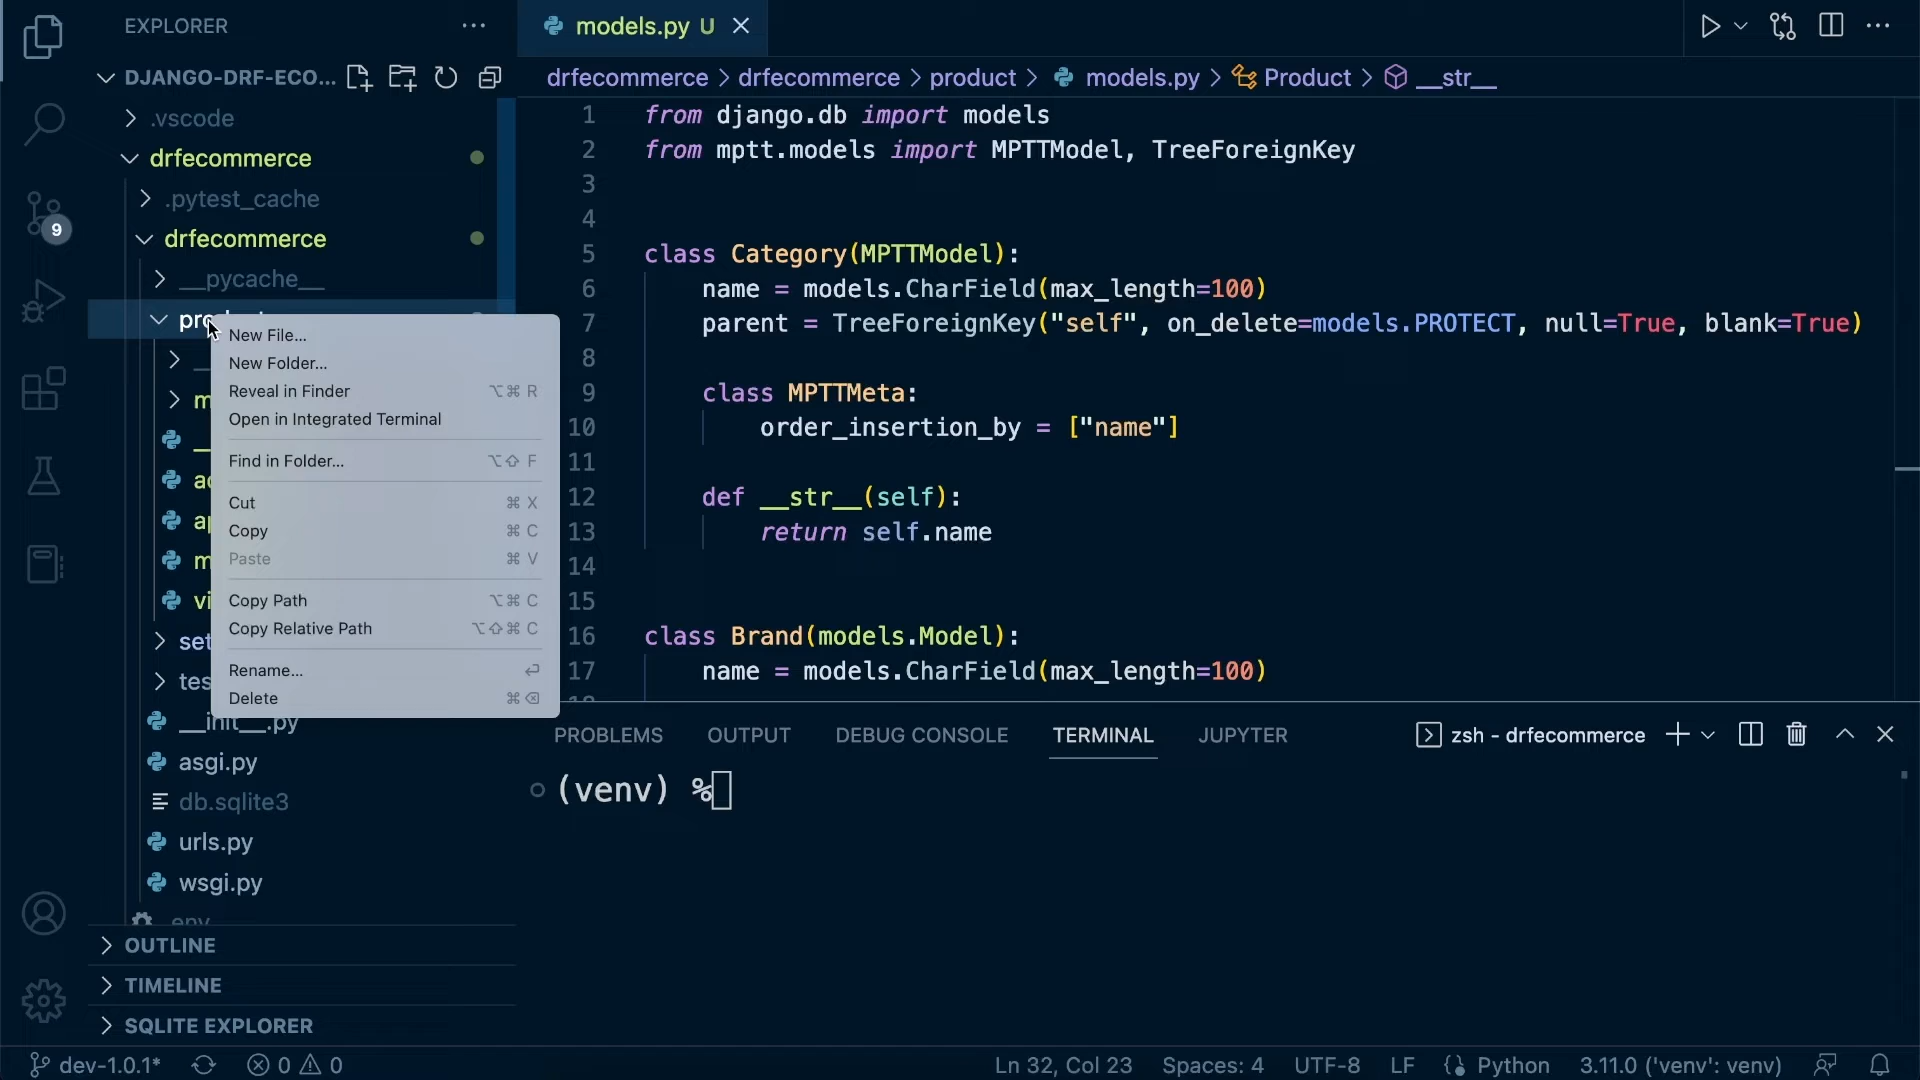 EXPLORER
DJANGO-DRF-ECO...
.vscode
drfecommerce
.pytest_cache
drfecommerce
__pycache__
__init__.py
asgi.py
db.sqlite3
urls.py
wsgi.py
.env
OUTLINE
TIMELINE
SQLITE EXPLORER
9
New File...
New Folder...
Reveal in Finder ⌥⌘ R
Open in Integrated Terminal
Find in Folder... ⌥⇧ F
Cut ⌘ X
Copy ⌘ C
Paste ⌘ V
Copy Path ⌥⌘ C
Copy Relative Path ⌥⇧⌘ C
Rename... ⏎
Delete ⌘⌫
models.py U
drfecommerce > drfecommerce > product > models.py > Product > __str__
1 from django.db import models
2 from mptt.models import MPTTModel, TreeForeignKey
3
4
5 class Category(MPTTModel):
6 name = models.CharField(max_length=100)
7 parent = TreeForeignKey("self", on_delete=models.PROTECT, null=True, blank=True)
8
9 class MPTTMeta:
10 order_insertion_by = ["name"]
11
12 def __str__(self):
13 return self.name
14
15
16 class Brand(models.Model):
17 name = models.CharField(max_length=100)
PROBLEMS OUTPUT DEBUG CONSOLE TERMINAL JUPYTER
zsh - drfecommerce
(venv) %
dev-1.0.1* 0 0
Ln 32, Col 23 Spaces: 4 UTF-8 LF Python 3.11.0 ('venv': venv)